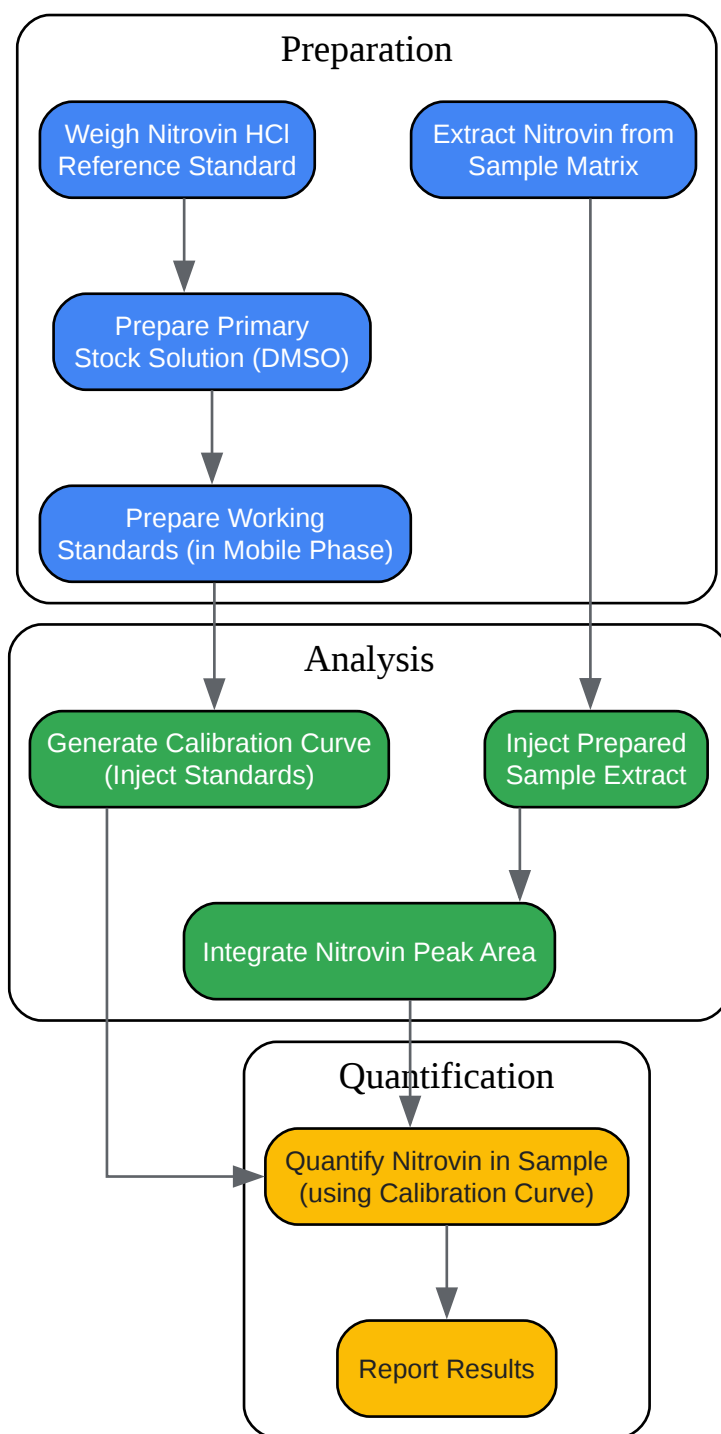 Preparation
Weigh Nitrovin HCl
Reference Standard
Extract Nitrovin from
Sample Matrix
Prepare Primary
Stock Solution (DMSO)
Prepare Working
Standards (in Mobile Phase)
Analysis
Generate Calibration Curve
(Inject Standards)
Inject Prepared
Sample Extract
Integrate Nitrovin Peak Area
Quantification
Quantify Nitrovin in Sample
(using Calibration Curve)
Report Results